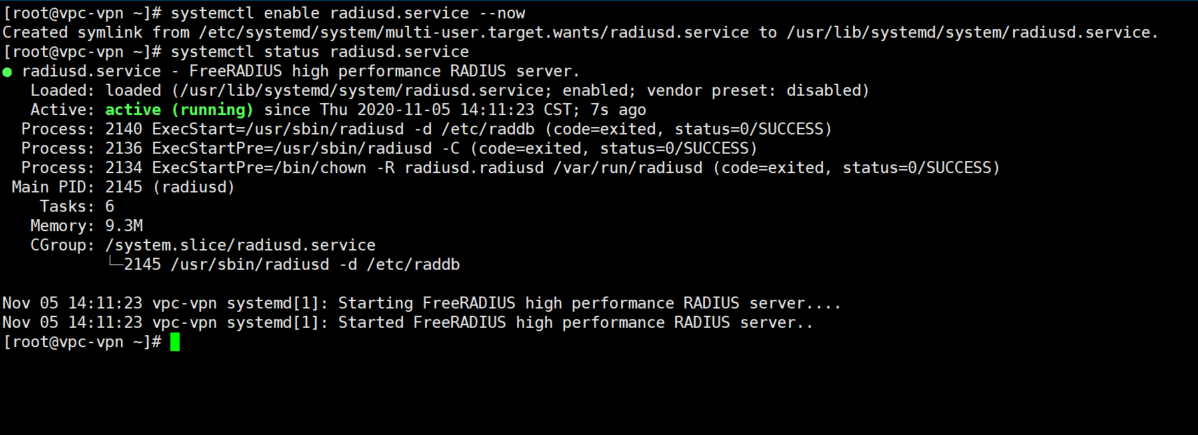 [root@vpc-vpn ~]# systemctl enable radiusd.service --now
Created symlink from /etc/systemd/system/multi-user.target.wants/radiusd.service to /usr/lib/systemd/system/radiusd.service.
[root@vpc-vpn ~]# systemctl status radiusd.service
● radiusd.service - FreeRADIUS high performance RADIUS server.
   Loaded: loaded (/usr/lib/systemd/system/radiusd.service; enabled; vendor preset: disabled)
   Active: active (running) since Thu 2020-11-05 14:11:23 CST; 7s ago
  Process: 2140 ExecStart=/usr/sbin/radiusd -d /etc/raddb (code=exited, status=0/SUCCESS)
  Process: 2136 ExecStartPre=/usr/sbin/radiusd -C (code=exited, status=0/SUCCESS)
  Process: 2134 ExecStartPre=/bin/chown -R radiusd.radiusd /var/run/radiusd (code=exited, status=0/SUCCESS)
 Main PID: 2145 (radiusd)
    Tasks: 6
   Memory: 9.3M
   CGroup: /system.slice/radiusd.service
           └─2145 /usr/sbin/radiusd -d /etc/raddb
Nov 05 14:11:23 vpc-vpn systemd[1]: Starting FreeRADIUS high performance RADIUS server....
Nov 05 14:11:23 vpc-vpn systemd[1]: Started FreeRADIUS high performance RADIUS server..
[root@vpc-vpn ~]#